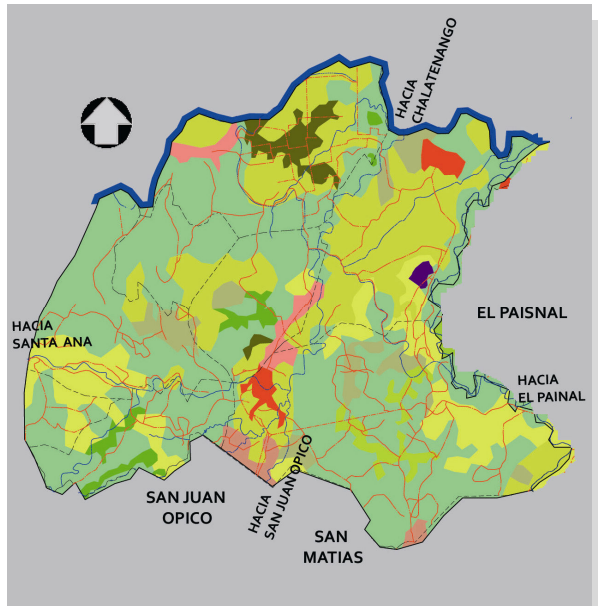 HACIA
CHALATENANGO
EL PAISNAL
HACIA
SANTA ANA
HACIA
EL PAINAL
SAN JUAN
OPICO
HACIA
SAN JUAN OPICO
SAN
MATIAS